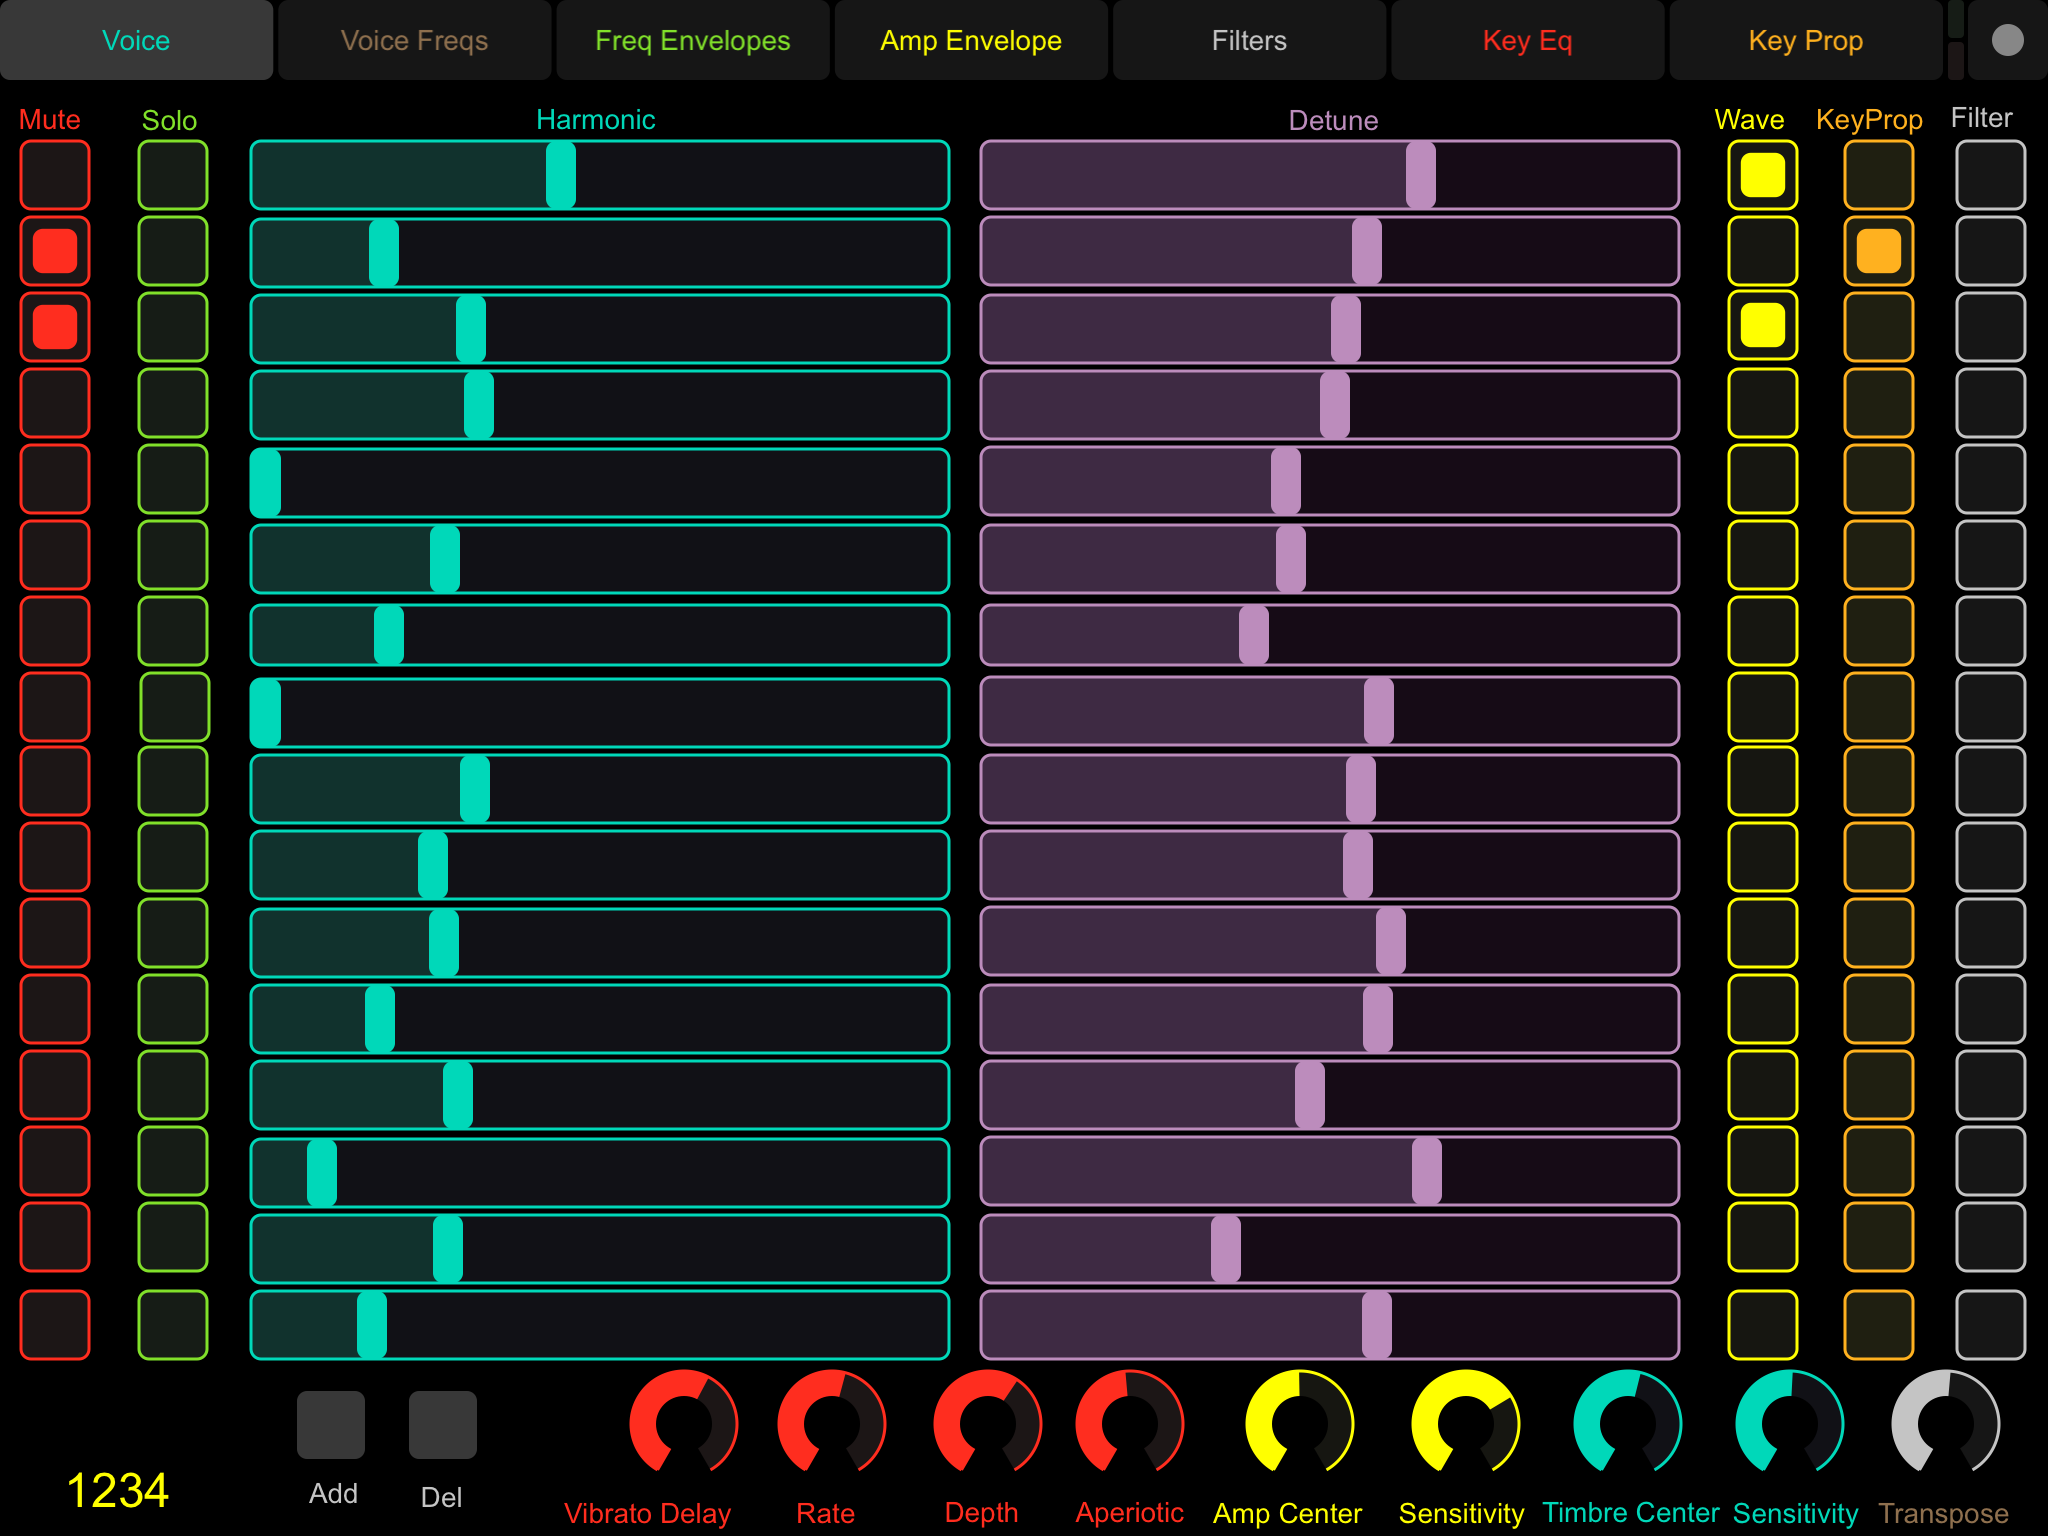 Voice
Voice Freqs
Freq Envelopes
Amp Envelope
Filters
Key Eq
Key Prop
Mute
Solo
Harmonic
Detune
Wave
KeyProp
Filter
1234
Add
Del
Vibrato Delay
Rate
Depth
Aperiotic
Amp Center
Sensitivity
Timbre Center
Sensitivity
Transpose